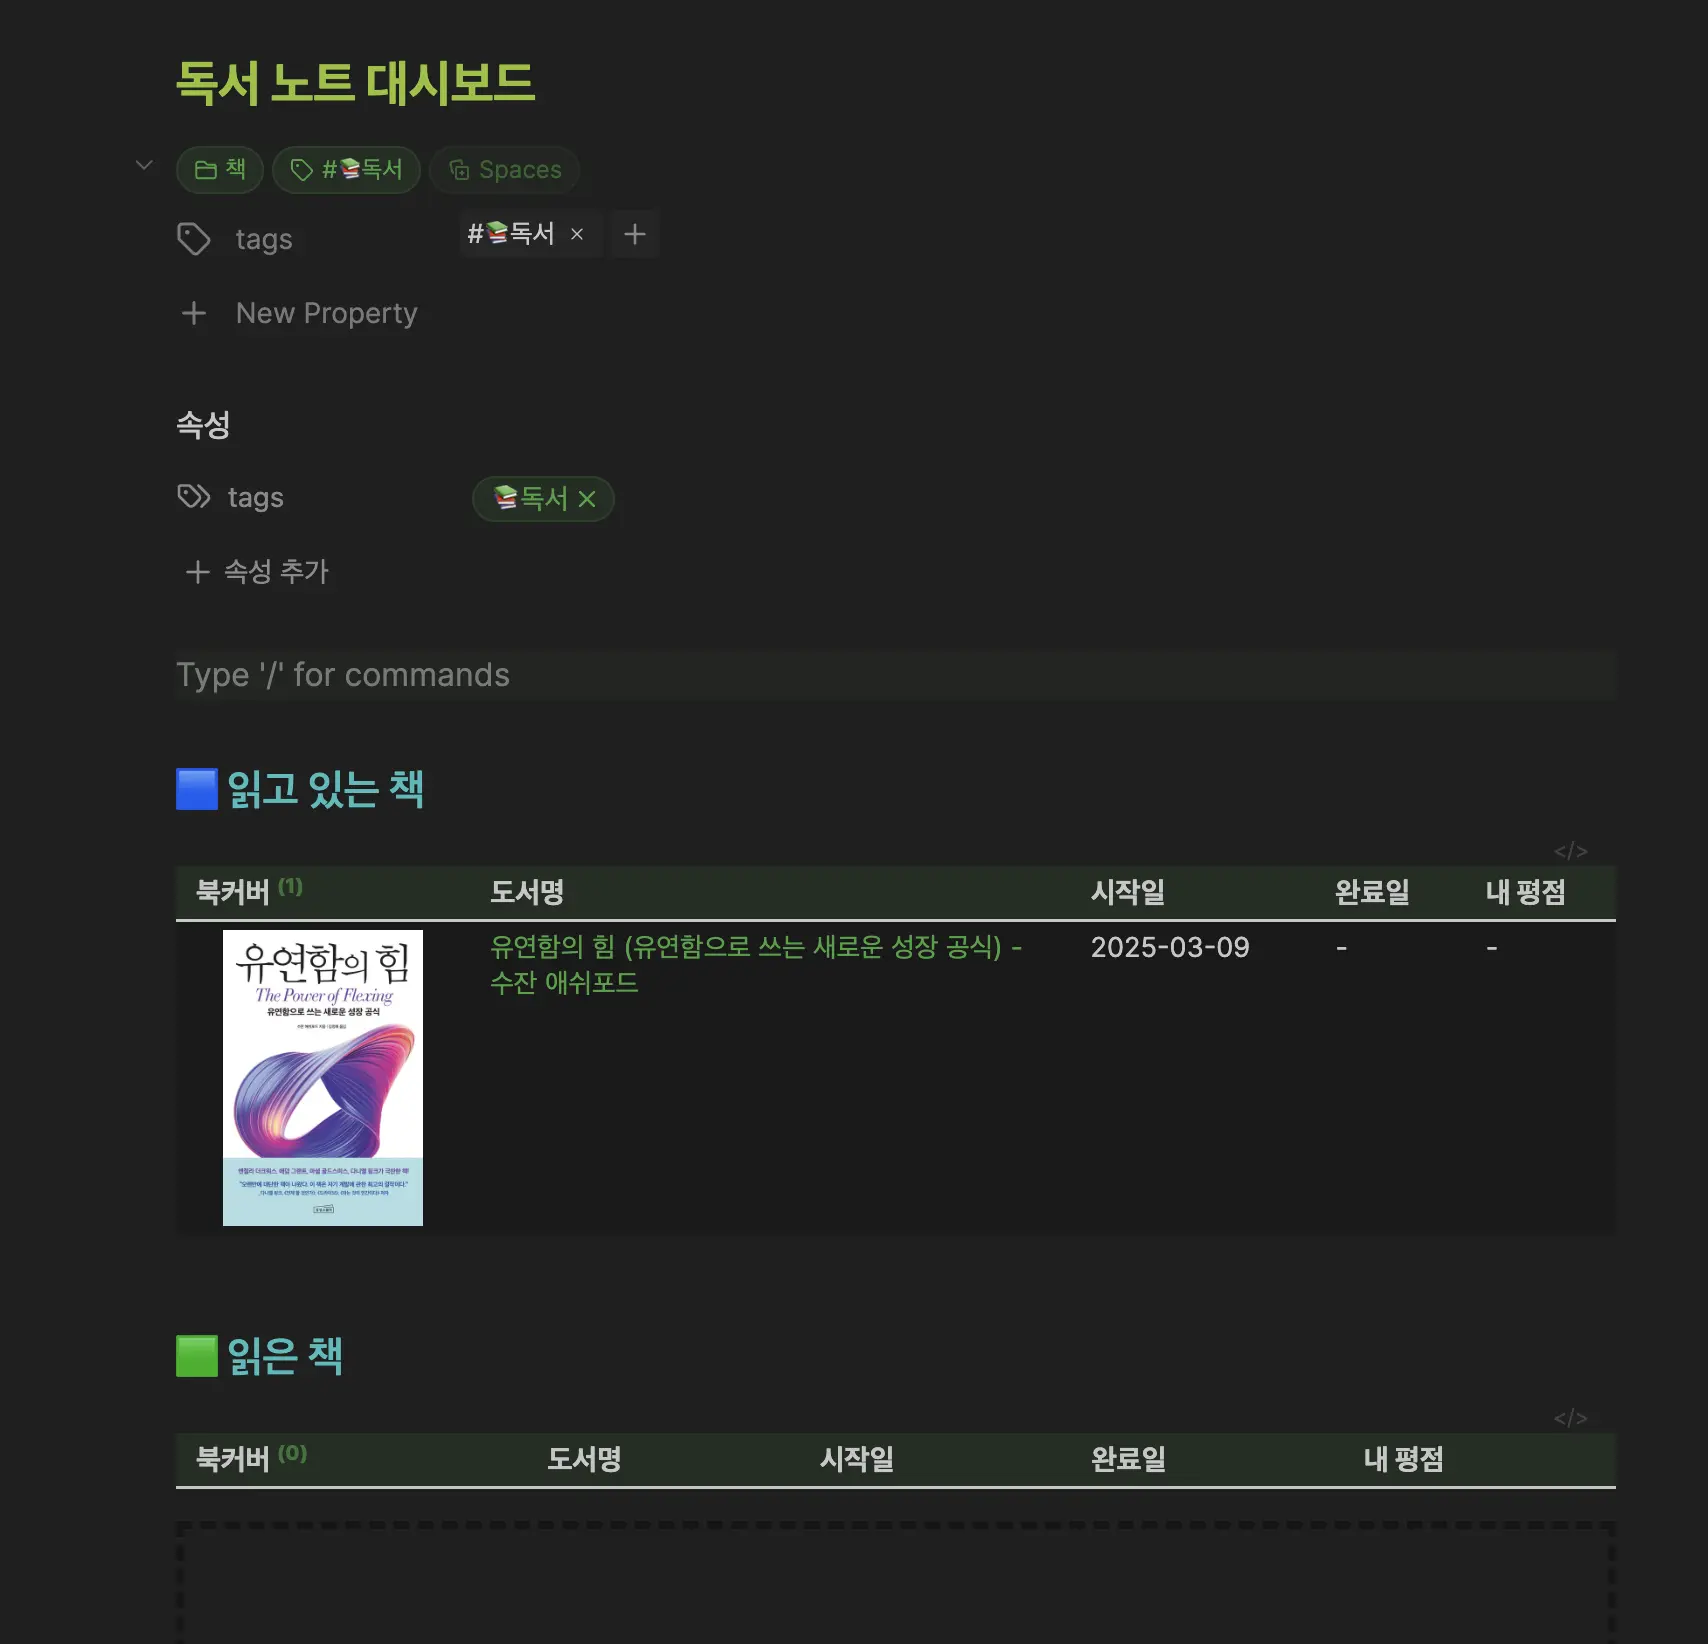 독서 노트 대시보드
책 #📚독서 Spaces
tags #📚독서 × +
+ New Property
속성
tags 📚독서 ×
+ 속성 추가
Type '/' for commands
🟦 읽고 있는 책
</>
북커버 (1) 도서명 시작일 완료일 내 평점
유연함의 힘 (유연함으로 쓰는 새로운 성장 공식) - 2025-03-09 - -
수잔 애쉬포드
유연함의 힘
The Power of Flexing
유연함으로 쓰는 새로운 성장 공식
🟩 읽은 책
</>
북커버 (0) 도서명 시작일 완료일 내 평점